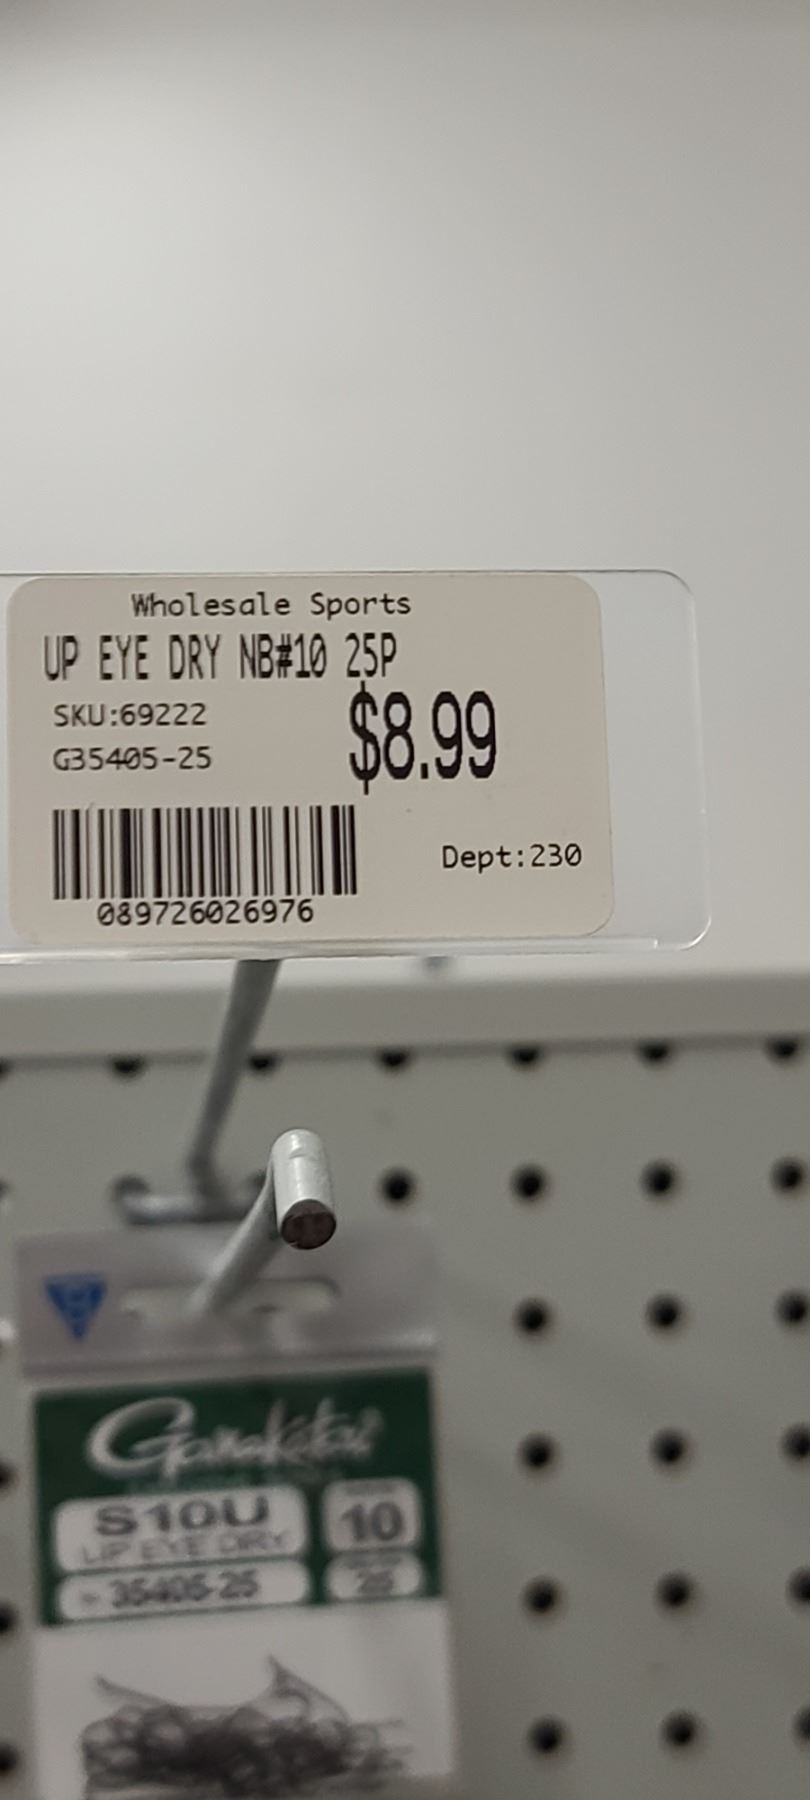 Wholesale Sports
UP EYE DRY NB#10 25P
SKU:69222
$8.99
G35405-25
Dept:230
089726026976
Gamakatsu
S10U
10
UP EYE DRY
35405-25
25